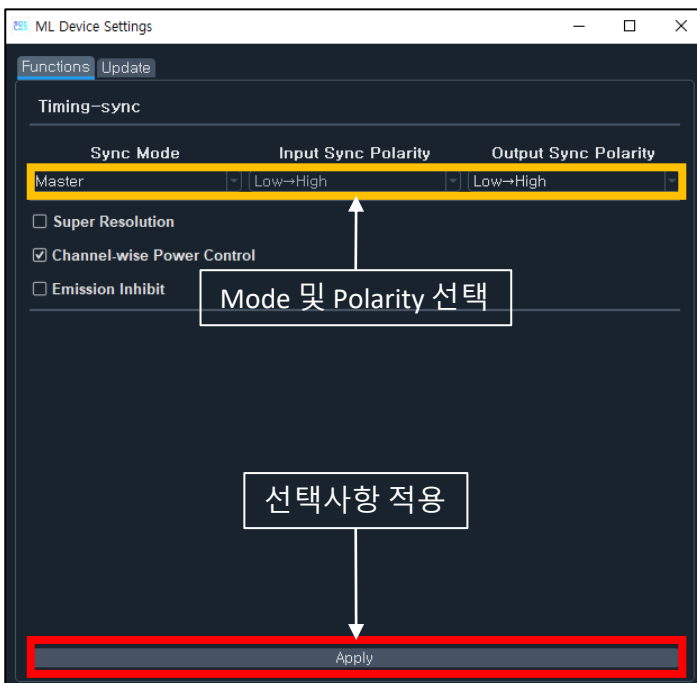 ML Device Settings
Functions Update
Timing-sync
Sync Mode Input Sync Polarity Output Sync Polarity
Master Low→High Low→High
Super Resolution
Channel-wise Power Control
Emission Inhibit
Mode 및 Polarity 선택
선택사항 적용
Apply